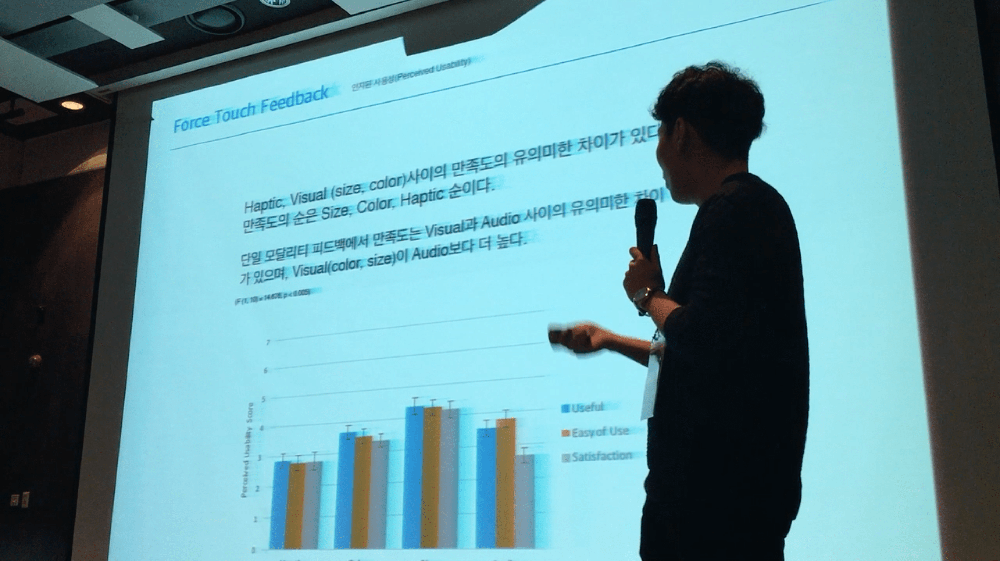 Force Touch Feedback 인지된 사용성(Perceived Usability)
Haptic, Visual (size, color)사이의 만족도의 유의미한 차이가 있다
만족도의 순은 Size, Color, Haptic 순이다.
단일 모달리티 피드백에서 만족도는 Visual과 Audio 사이의 유의미한 차이
가 있으며, Visual(color, size)이 Audio보다 더 높다.
7
6
5
4
3
2
1
0
Perceived Usability Score
Useful
Easy of Use
Satisfaction